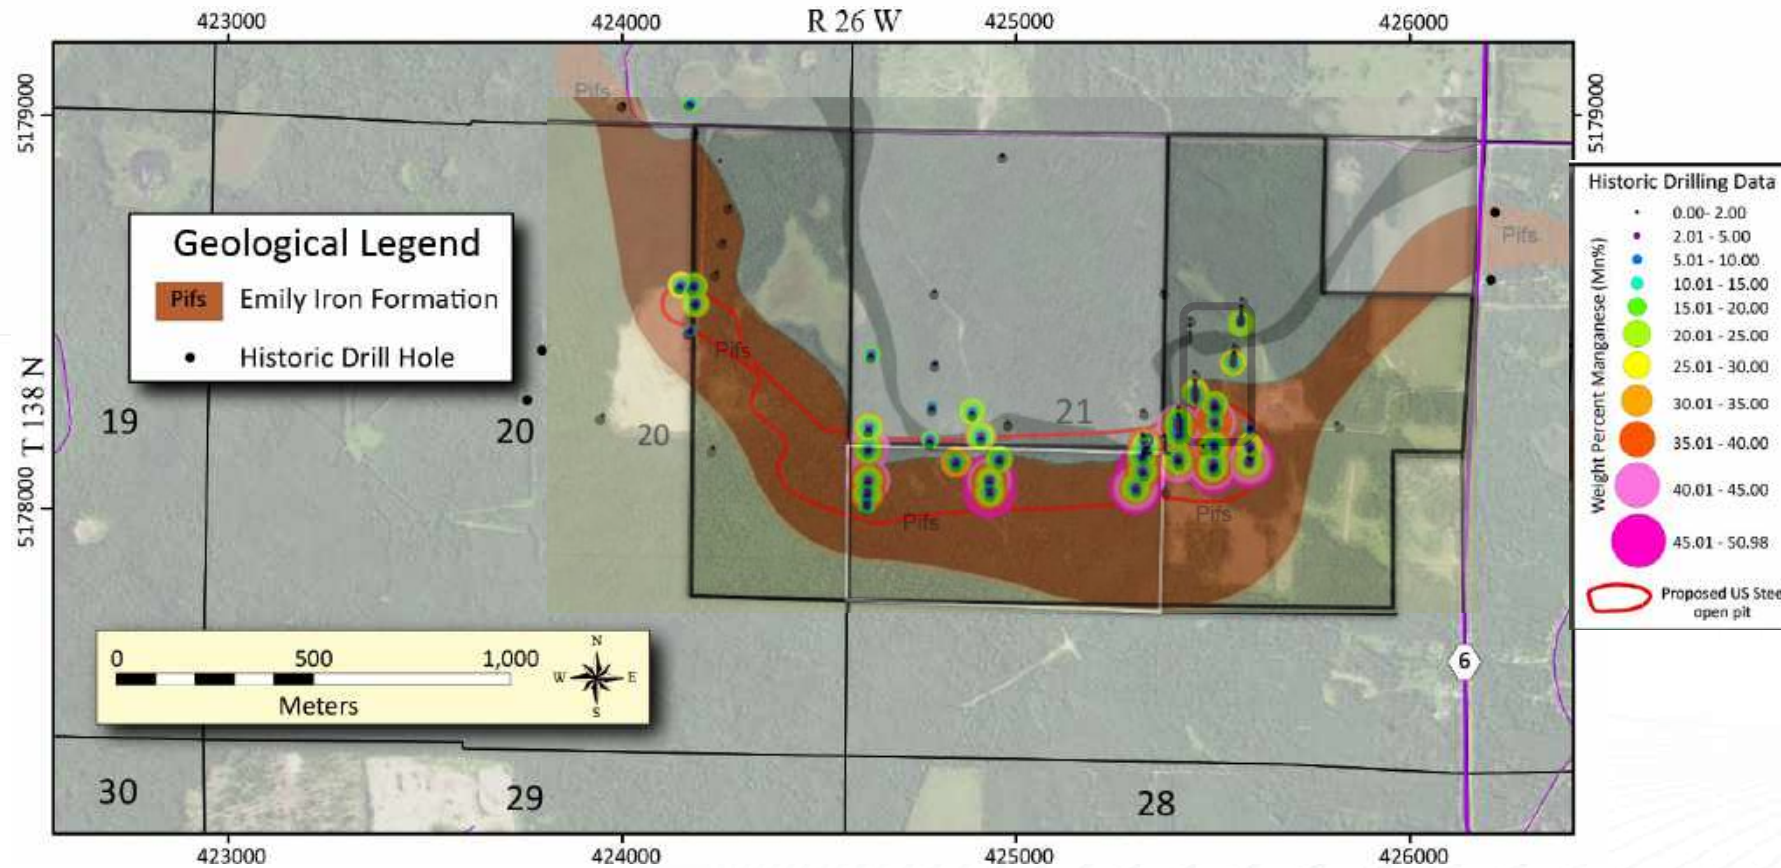 423000
424000
R 26 W
425000
426000
5179000
5179000
Pifs
Historic Drilling Data
Weight Percent Manganese (Mn%)
0.00- 2.00
2.01 - 5.00
5.01 - 10.00
10.01 - 15.00
15.01 - 20.00
20.01 - 25.00
25.01 - 30.00
30.01 - 35.00
35.01 - 40.00
40.01 - 45.00
45.01 - 50.98
Proposed US Stee
open pit
Geological Legend
Pifs
Emily Iron Formation
Historic Drill Hole
Pifs
Pifs
T 138 N
19
20
20
21
5178000
5178000
Pifs
Pifs
0
500
1,000
Meters
N
W
E
S
6
30
29
28
423000
424000
425000
426000